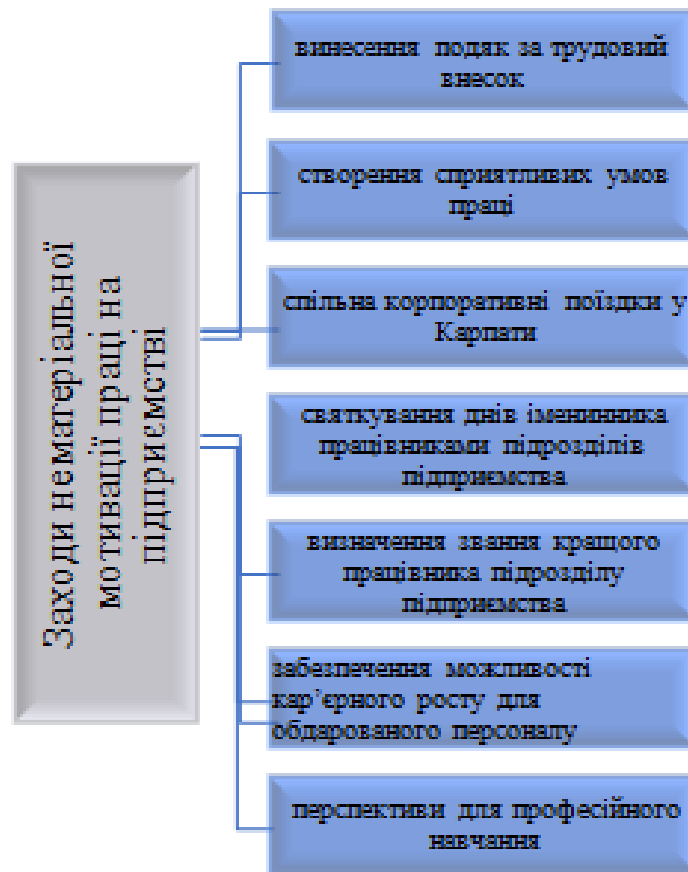 Заходи нематеріальної
мотивації праці на
підприємстві
винесення подяк за трудовий
внесок
створення сприятливих умов
праці
спільна корпоративні поїздки у
Карпати
святкування днів іменинника
працівниками підрозділів
підприємства
визначення звання кращого
працівника підрозділу
підприємства
забезпечення можливості
кар’єрного росту для
обдарованого персоналу
перспективи для професійного
навчання